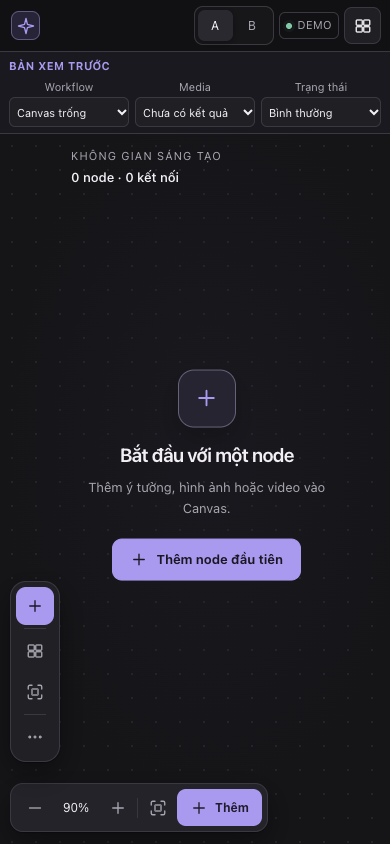 A B DEMO
BẢN XEM TRƯỚC
Workflow Media Trạng thái
Canvas trống Chưa có kết quả Bình thường
KHÔNG GIAN SÁNG TẠO
0 node · 0 kết nối
Bắt đầu với một node
Thêm ý tưởng, hình ảnh hoặc video vào
Canvas.
Thêm node đầu tiên
90% Thêm